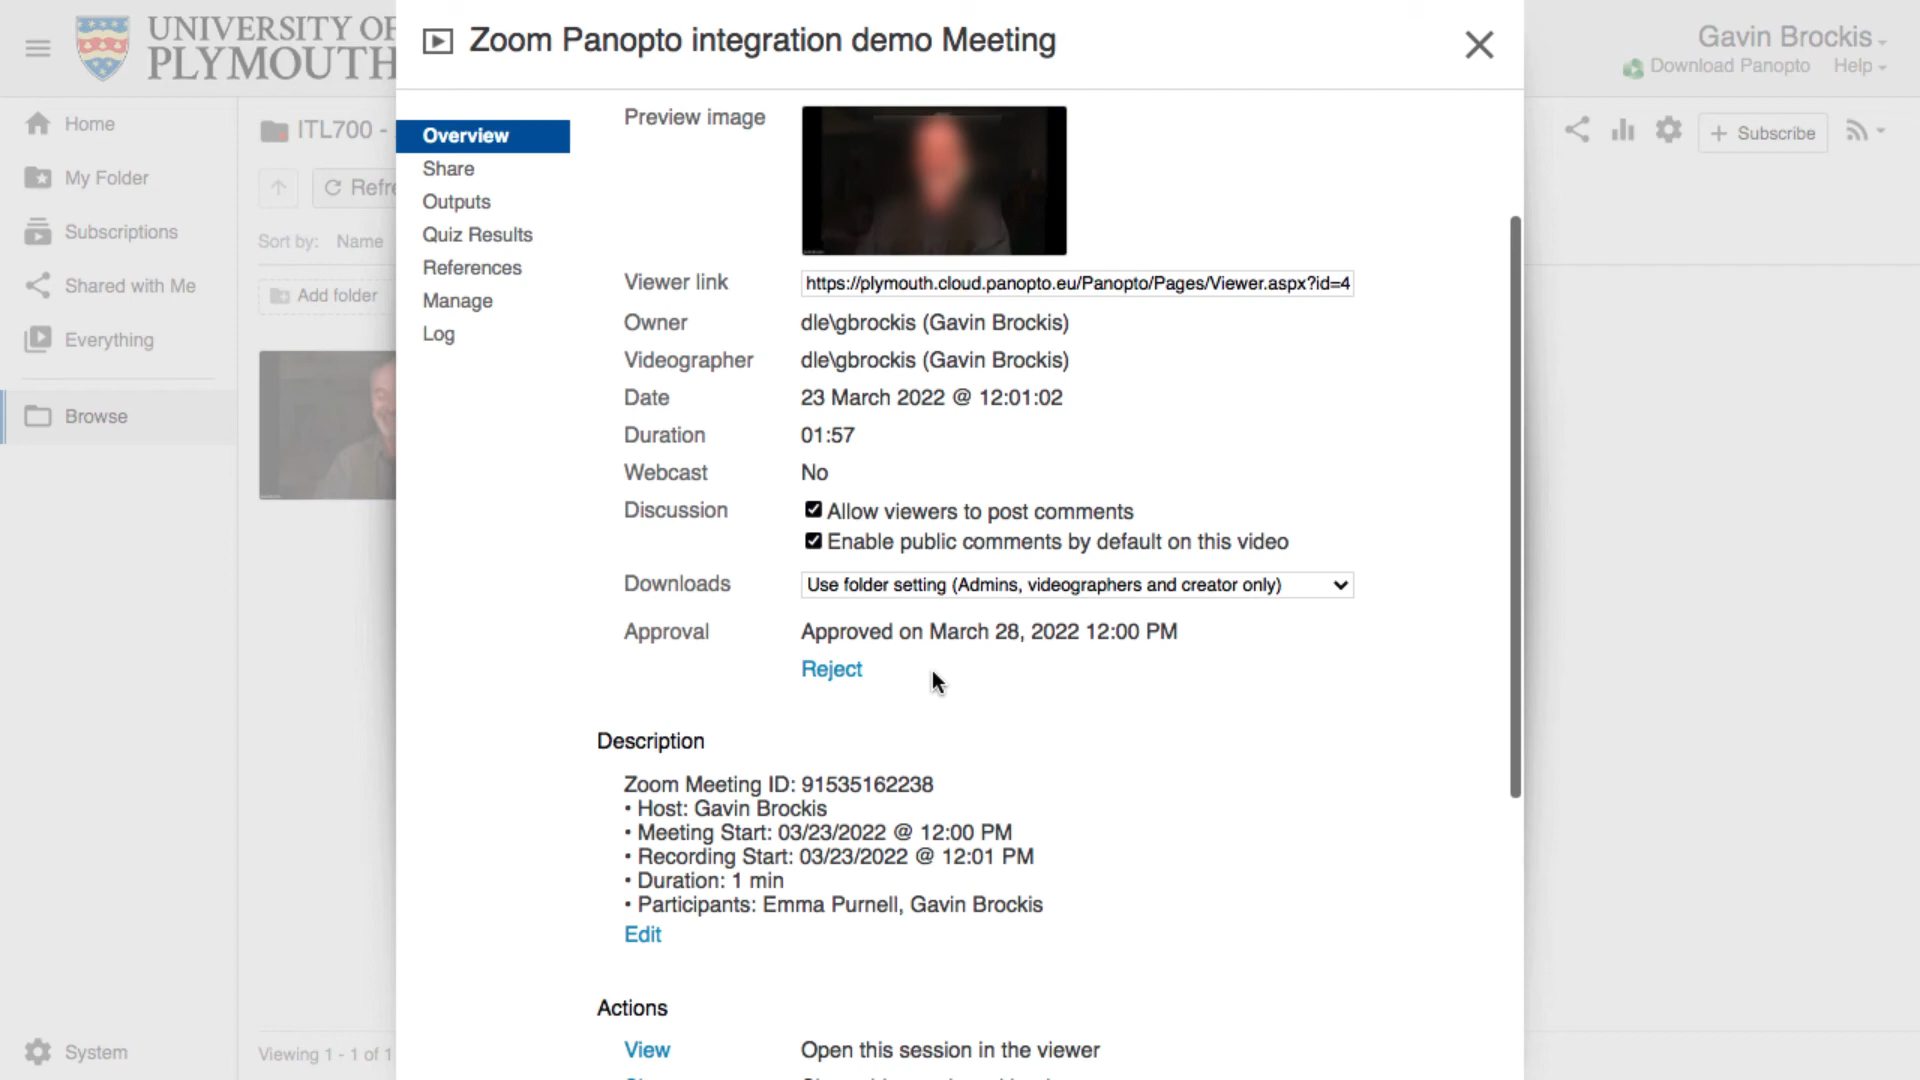 UNIVERSITY OF
PLYMOUTH
Zoom Panopto integration demo Meeting
Gavin Brockis
Download Panopto Help
Home
My Folder
Subscriptions
Shared with Me
Everything
Browse
System
ITL700 -
Refre
Sort by: Name
Add folder
Viewing 1 - 1 of 1
Subscribe
Overview
Share
Outputs
Quiz Results
References
Manage
Log
Preview image
Viewer link https://plymouth.cloud.panopto.eu/Panopto/Pages/Viewer.aspx?id=4
Owner dle\gbrockis (Gavin Brockis)
Videographer dle\gbrockis (Gavin Brockis)
Date 23 March 2022 @ 12:01:02
Duration 01:57
Webcast No
Discussion Allow viewers to post comments
Enable public comments by default on this video
Downloads Use folder setting (Admins, videographers and creator only)
Approval Approved on March 28, 2022 12:00 PM
Reject
Description
Zoom Meeting ID: 91535162238
• Host: Gavin Brockis
• Meeting Start: 03/23/2022 @ 12:00 PM
• Recording Start: 03/23/2022 @ 12:01 PM
• Duration: 1 min
• Participants: Emma Purnell, Gavin Brockis
Edit
Actions
View Open this session in the viewer